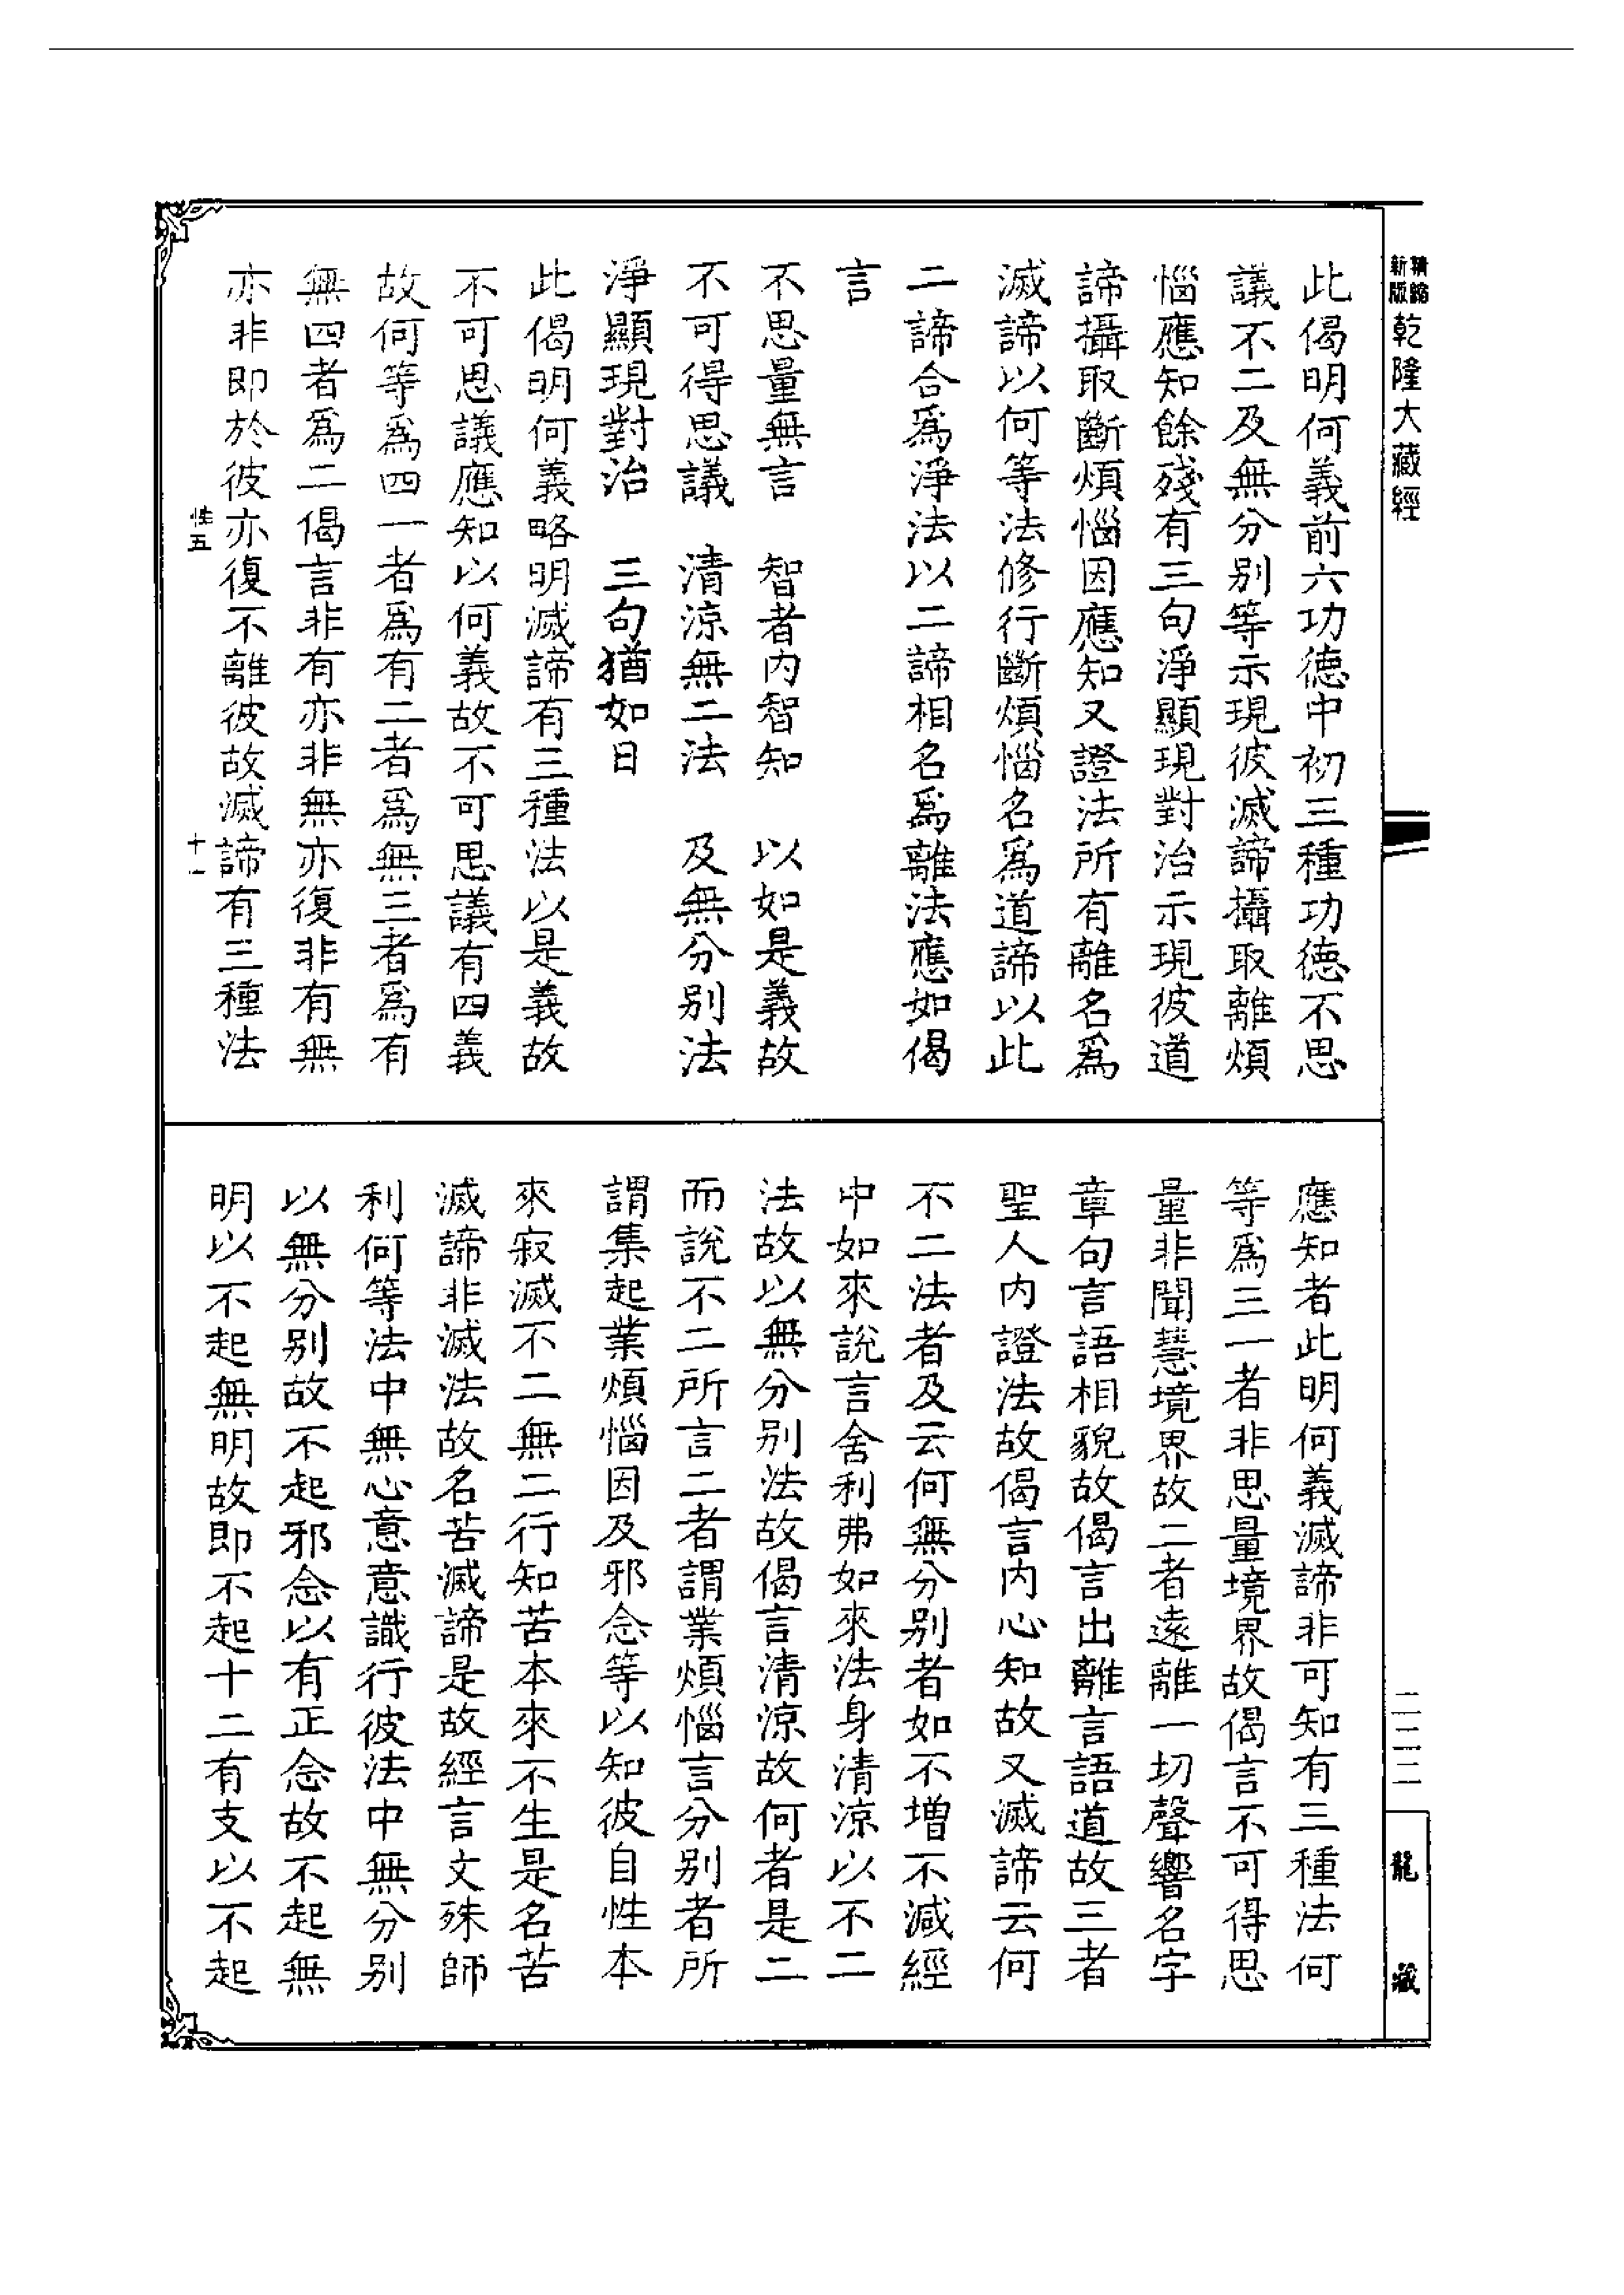 精縮新版乾隆大藏經
此偈明何義前六功德中初三種功德不思
議不二及無分別等示現彼滅諦攝取離煩
惱應知餘殘有三句淨顯現對治示現彼道
諦攝取斷煩惱因應知又證法所有離名爲
滅諦以何等法修行斷煩惱名爲道諦以此
二諦合爲淨法以二諦相名爲離法應如偈
言
不思量無言　智者內智知　以如是義故
不可得思議　清涼無二法　及無分別法
淨顯現對治　三句猶如日
此偈明何義略明滅諦有三種法以是義故
不可思議應知以何義故不可思議有四義
故何等爲四一者爲有二者爲無三者爲有
無四者爲二偈言非有亦非無亦復非有無
亦非即於彼亦復不離彼故滅諦有三種法
性五
十一
應知者此明何義滅諦非可知有三種法何
等爲三一者非思量境界故偈言不可得思
量非聞慧境界故二者遠離一切聲響名字
章句言語相貌故偈言出離言語道故三者
聖人內證法故偈言內心知故又滅諦云何
不二法者及云何無分別者如不增不減經
中如來說言舍利弗如來法身清涼以不二
法故以無分別法故偈言清涼故何者是二
而說不二所言二者謂業煩惱言分別者所
謂集起業煩惱因及邪念等以知彼自性本
來寂滅不二無二行知苦本來不生是名苦
滅諦非滅法故名苦滅諦是故經言文殊師
利何等法中無心意意識行彼法中無分別
以無分別故不起邪念以有正念故不起無
明以不起無明故即不起十二有支以不起
二二二
龍藏